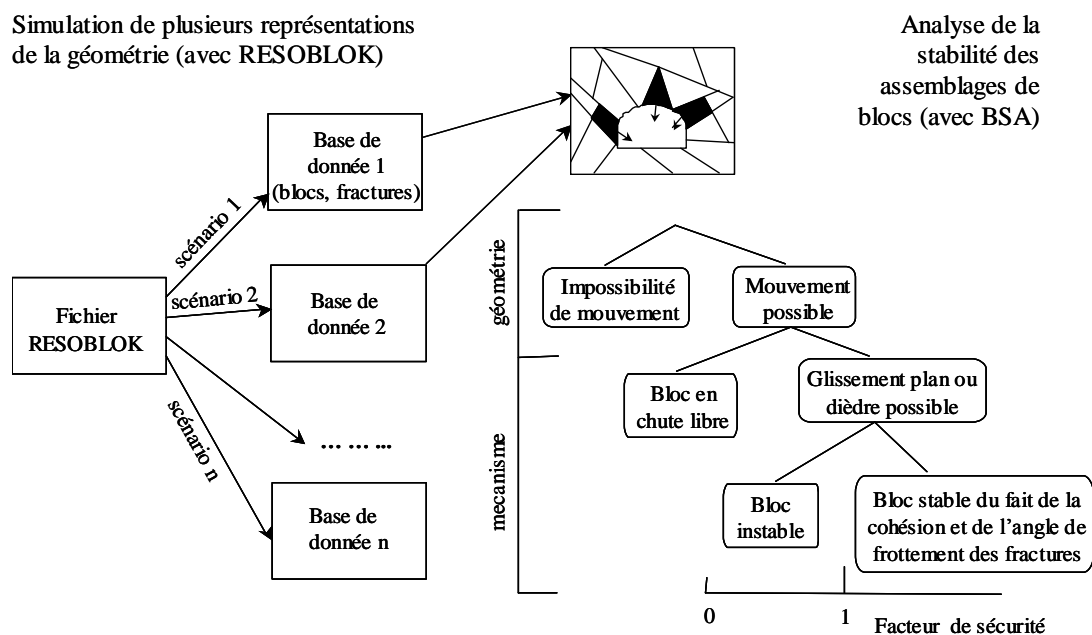 Simulation de plusieurs représentations
de la géométrie (avec RESOBLOK)
Analyse de la
stabilité des
assemblages de
blocs (avec BSA)
Base de
donnée 1
(blocs, fractures)
scénario 1
scénario 2
Fichier
RESOBLOK
Base de
donnée 2
scénario n
... ... ...
Base de
donnée n
géométrie
Impossibilité
de mouvement
Mouvement
possible
mecanisme
Bloc en
chute libre
Glissement plan ou
dièdre possible
Bloc
instable
Bloc stable du fait de la
cohésion et de l'angle de
frottement des fractures
0
1
Facteur de sécurité